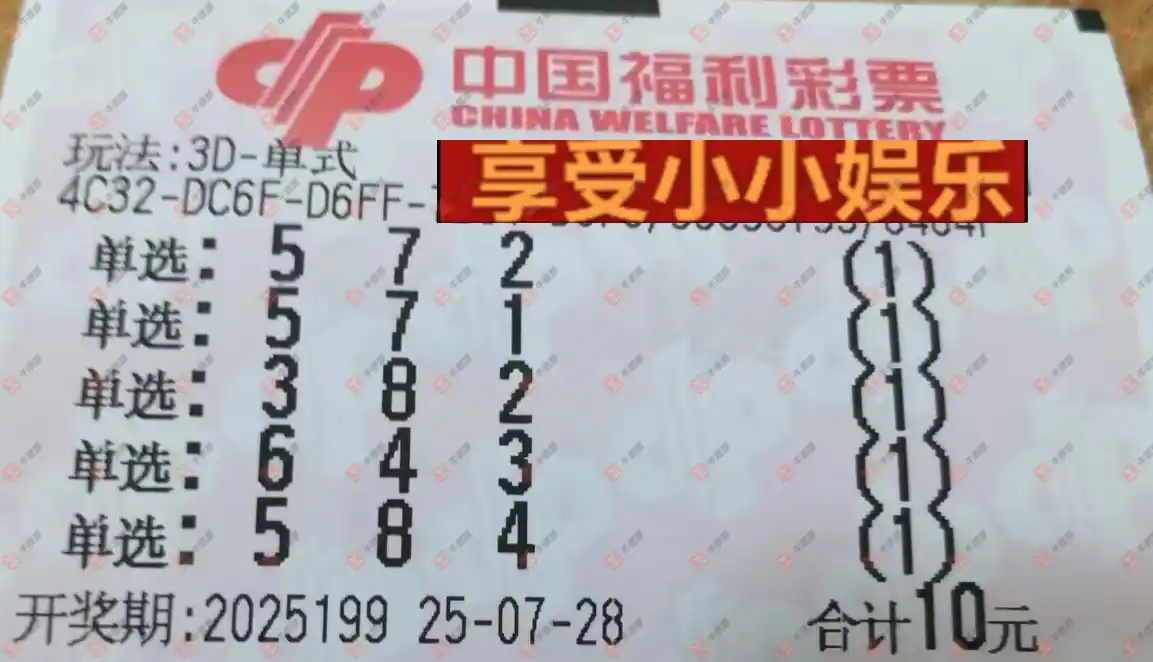 中国福利彩票
CHINA WELFARE LOTTERY
玩法:3D-单式
享受小小娱乐
4C32-DC6F-D6FF-
单选: 5 7 2 (1)
单选: 5 7 1 (1)
单选: 3 8 2 (1)
单选: 6 4 3 (1)
单选: 5 8 4 (1)
开奖期:2025199 25-07-28 合计10元